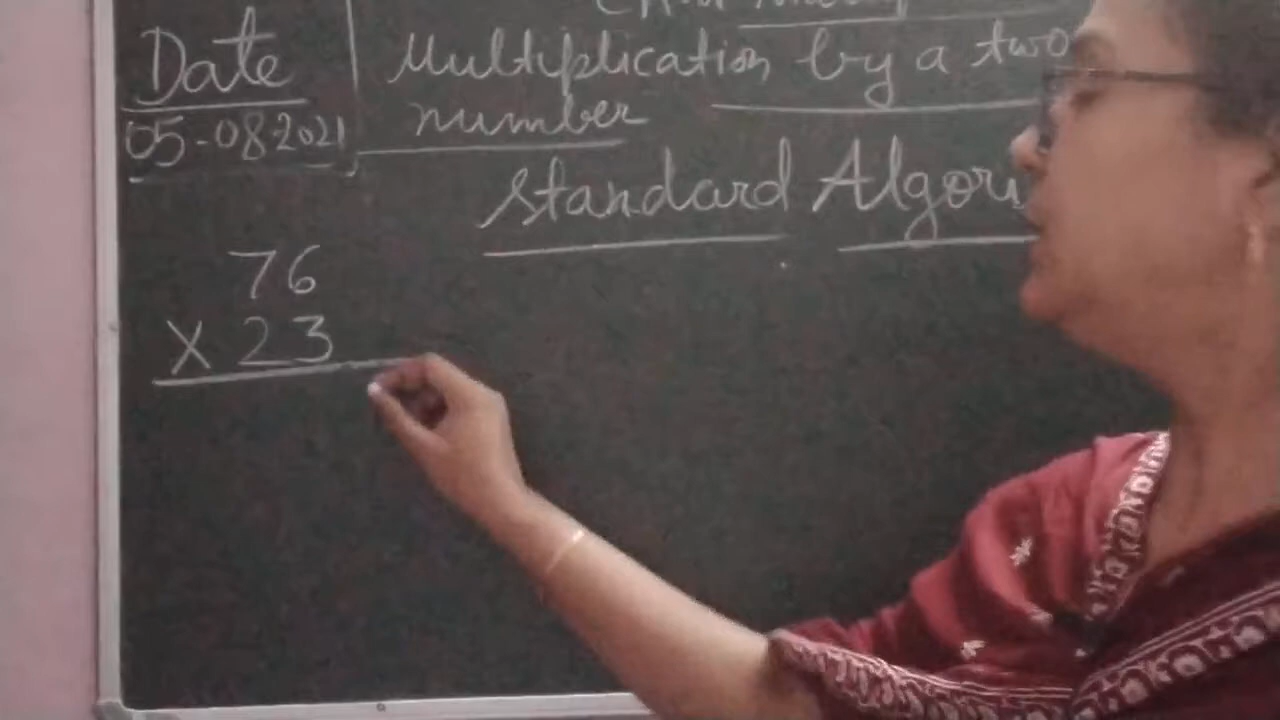 Date
05-08-2021
Multiplication by a two
number
Standard Algori
76
X 23